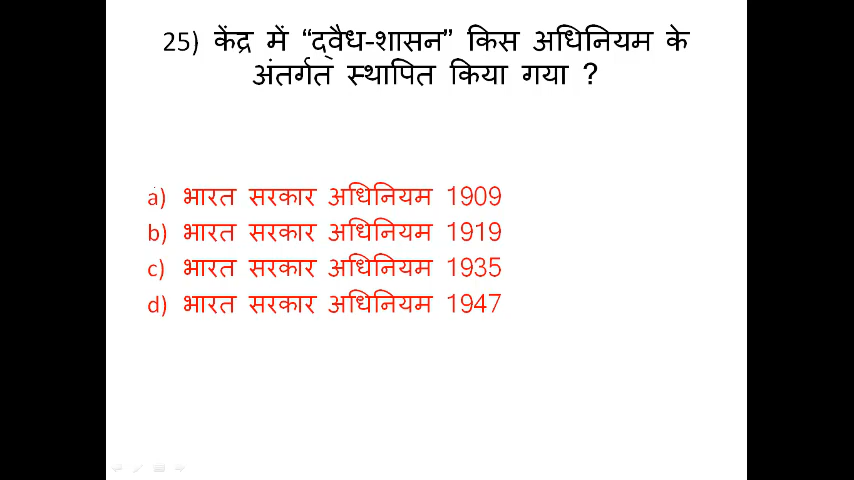 25) केंद्र में “द्वैध-शासन” किस अधिनियम के
अंतर्गत स्थापित किया गया ?
a) भारत सरकार अधिनियम 1909
b) भारत सरकार अधिनियम 1919
c) भारत सरकार अधिनियम 1935
d) भारत सरकार अधिनियम 1947